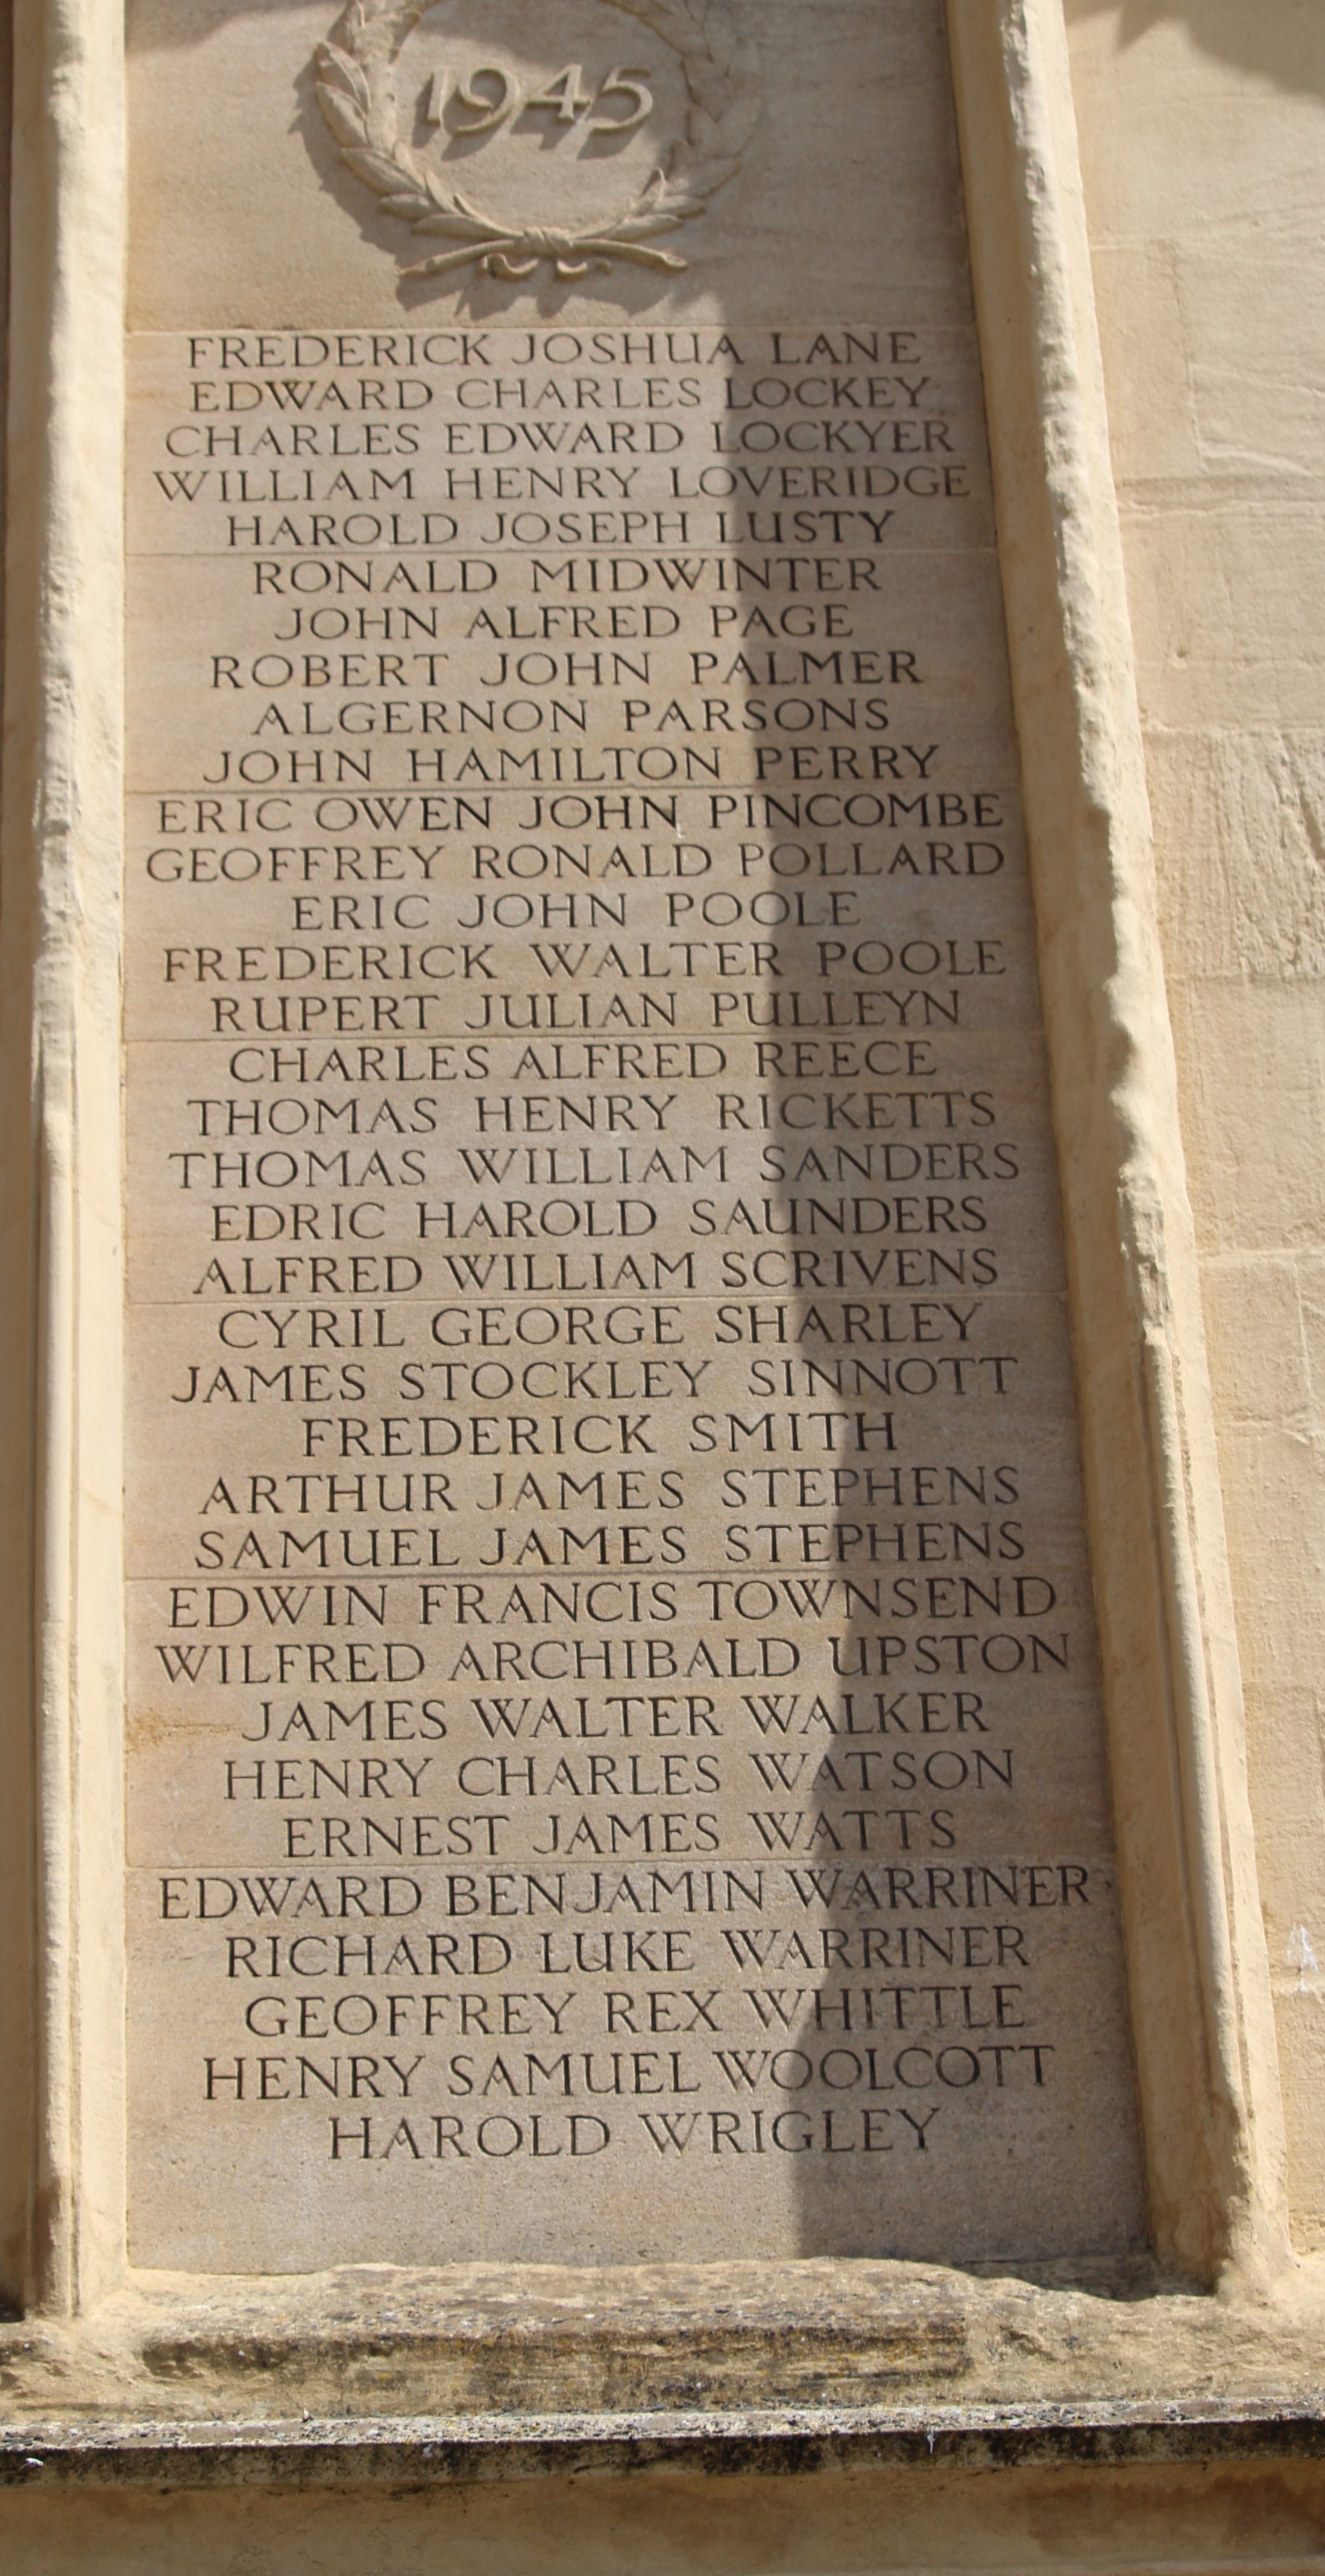 1945
FREDERICK JOSHUA LANE
EDWARD CHARLES LOCKEY
CHARLES EDWARD LOCKYER
WILLIAM HENRY LOVERIDGE
HAROLD JOSEPH LUSTY
RONALD MIDWINTER
JOHN ALFRED PAGE
ROBERT JOHN PALMER
ALGERNON PARSONS
JOHN HAMILTON PERRY
ERIC OWEN JOHN PINCOMBE
GEOFFREY RONALD POLLARD
ERIC JOHN POOLE
FREDERICK WALTER POOLE
RUPERT JULIAN PULLEYN
CHARLES ALFRED REECE
THOMAS HENRY RICKETTS
THOMAS WILLIAM SANDERS
EDRIC HAROLD SAUNDERS
ALFRED WILLIAM SCRIVENS
CYRIL GEORGE SHARLEY
JAMES STOCKLEY SINNOTT
FREDERICK SMITH
ARTHUR JAMES STEPHENS
SAMUEL JAMES STEPHENS
EDWIN FRANCIS TOWNSEND
WILFRED ARCHIBALD UPSTON
JAMES WALTER WALKER
HENRY CHARLES WATSON
ERNEST JAMES WATTS
EDWARD BENJAMIN WARRINER
RICHARD LUKE WARRINER
GEOFFREY REX WHITTLE
HENRY SAMUEL WOOLCOTT
HAROLD WRIGLEY